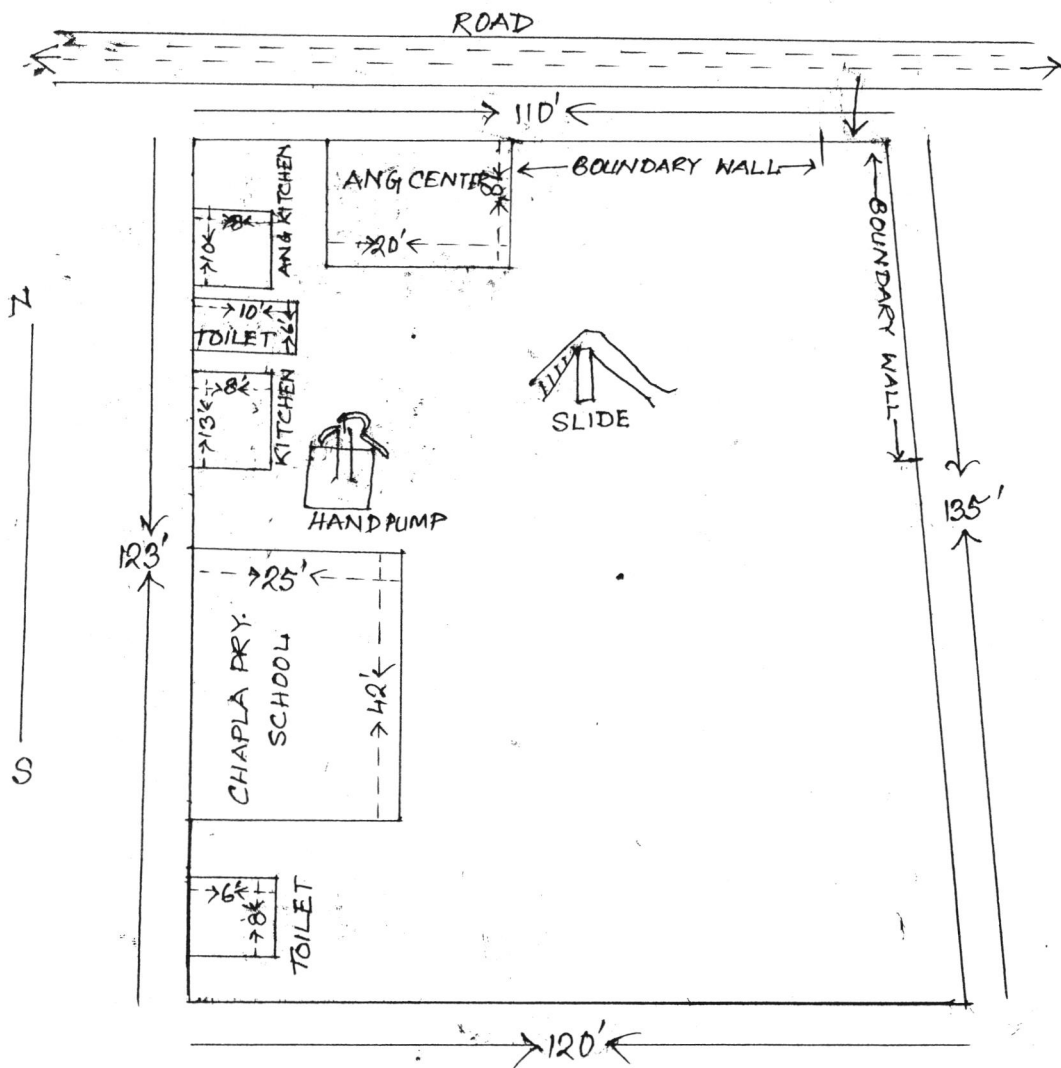 ROAD
110'
BOUNDARY WALL
ANG CENTER
18'
20'
ANG KITCHEN
8'
10'
BOUNDARY WALL
10'
6'
TOILET
8'
13'
KITCHEN
SLIDE
HANDPUMP
N
S
123'
135'
25'
42'
CHAPLA PRY.
SCHOOL
6'
8'
TOILET
120'